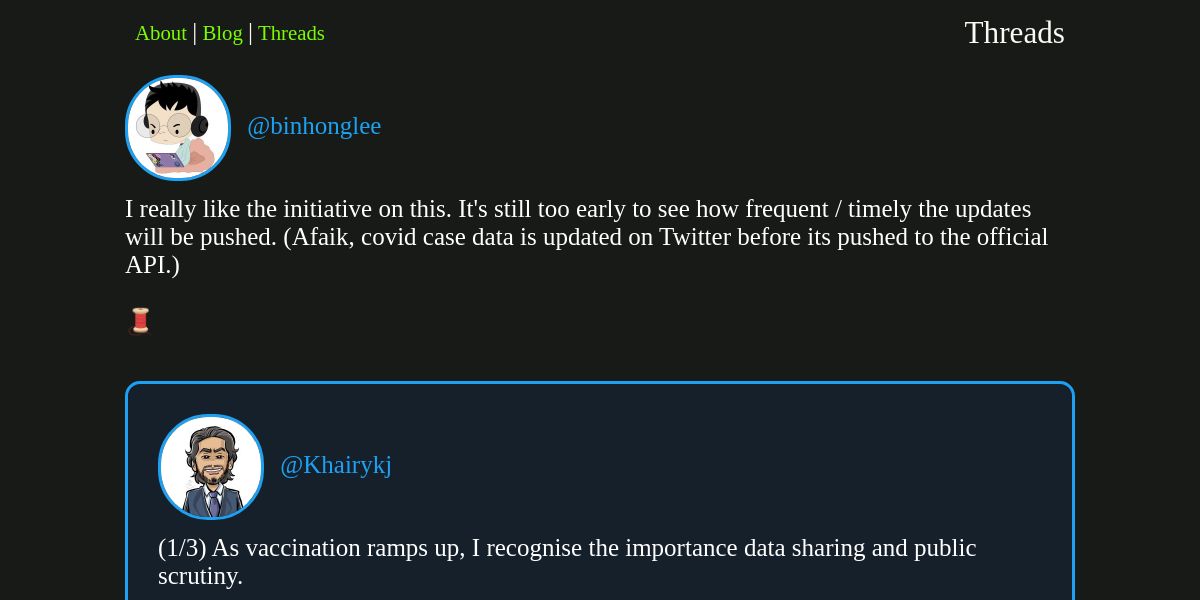 About | Blog | Threads
Threads
@binhonglee
I really like the initiative on this. It's still too early to see how frequent / timely the updates
will be pushed. (Afaik, covid case data is updated on Twitter before its pushed to the official
API.)
🧵
@Khairykj
(1/3) As vaccination ramps up, I recognise the importance data sharing and public
scrutiny.